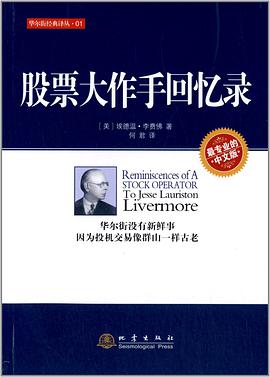 华尔街经典译丛·01
股票大作手回忆录
[美] 埃德温·李费佛 著
何君 译
最专业的
中文版
Reminiscences of A
STOCK OPERATOR
To Jesse Lauriston
Livermore
华尔街没有新鲜事
因为投机交易像群山一样古老
地震出版社
Seismological Press